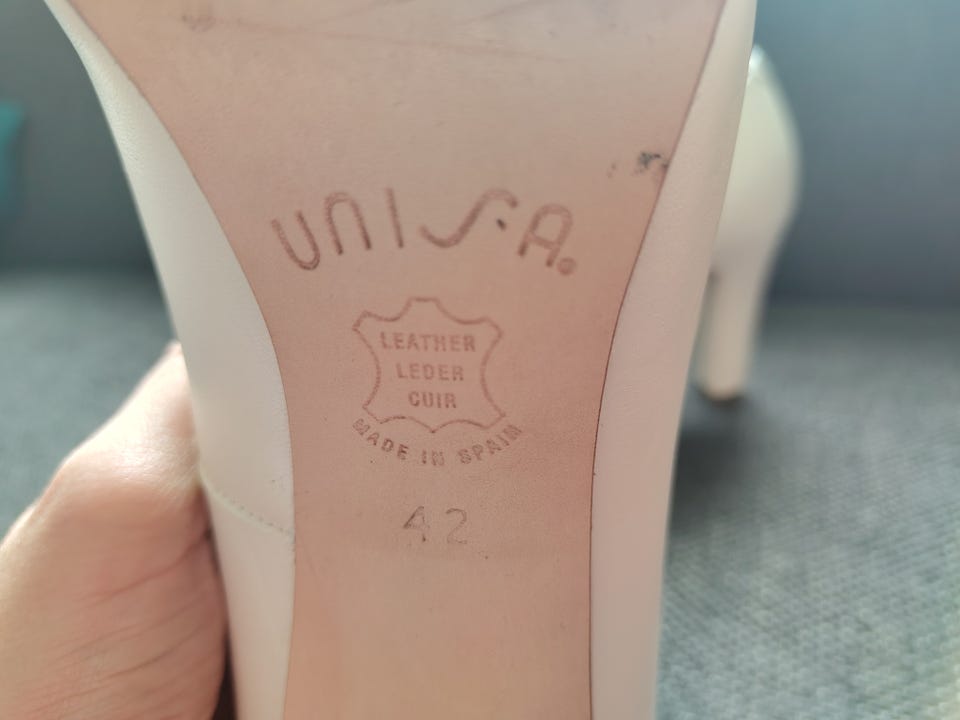 UNISA®
LEATHER
LEDER
CUIR
MADE IN SPAIN
42